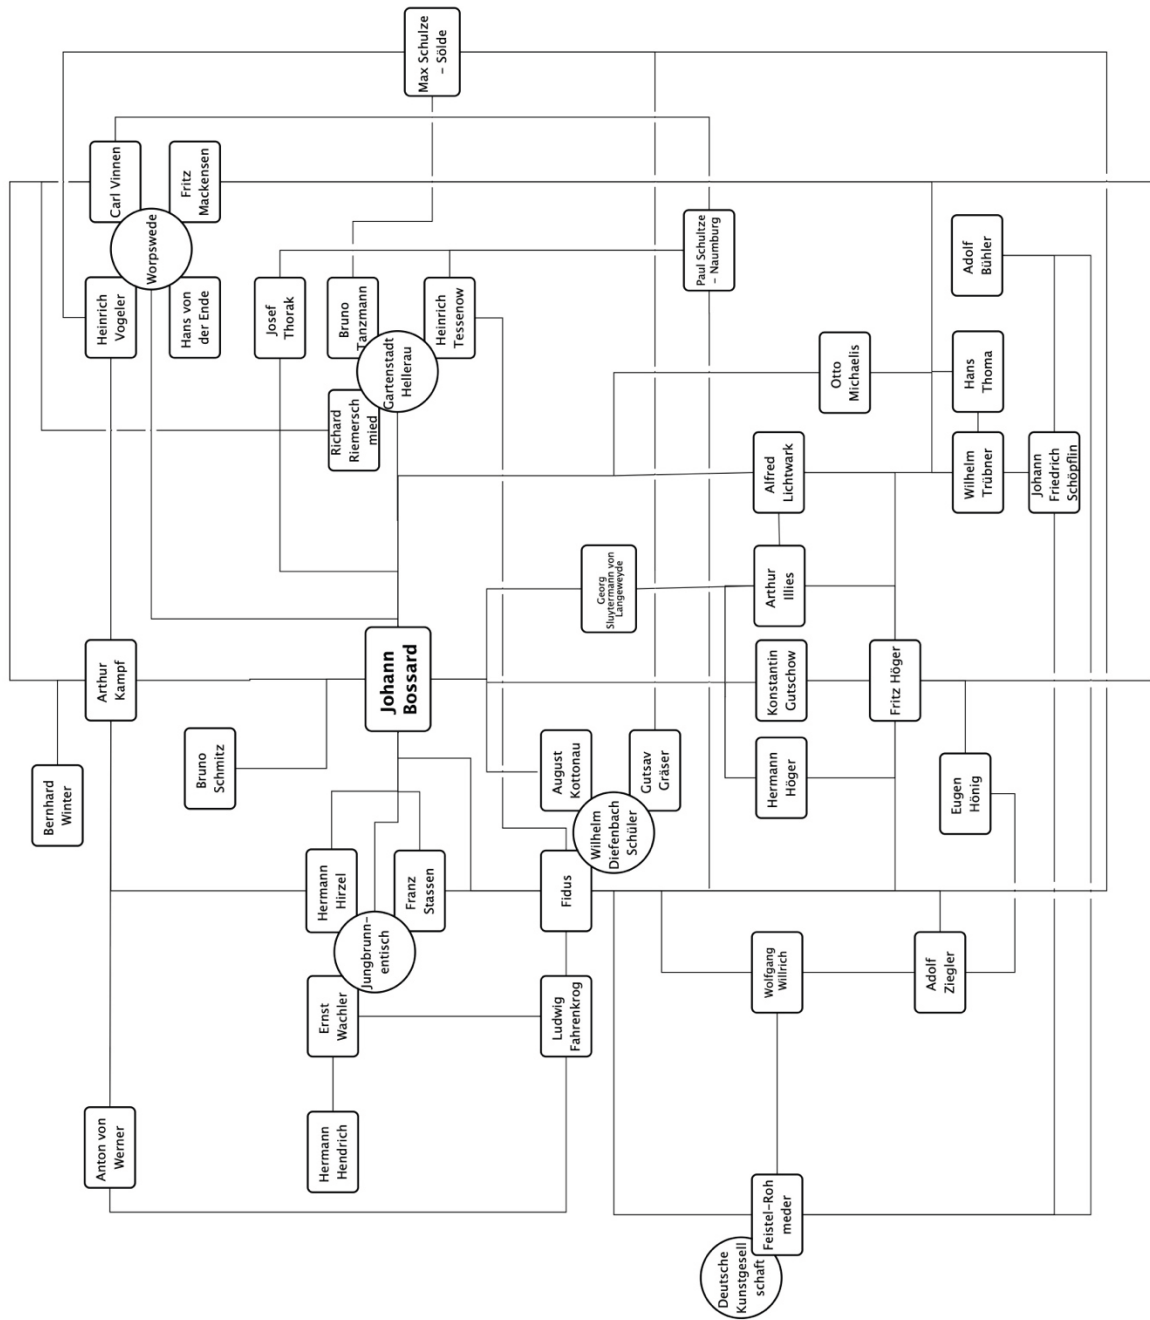 Bernhard
Winter
Anton von
Werner
Arthur
Kampf
Heinrich
Vogeler
Carl Vinnen
Worpswede
Bruno
Schmitz
Hans von
der Ende
Fritz
Mackensen
Josef
Thorak
Hermann
Hendrich
Ernst
Wachler
Hermann
Hirzel
Jungbrunn-
entisch
Franz
Stassen
Johann
Bossard
Richard
Riemersch
mied
Bruno
Tanzmann
Gartenstadt
Hellerau
Heinrich
Tessenow
Max Schulze
– Sölde
Ludwig
Fahrenkrog
Fidus
August
Kottonau
Wilhelm
Diefenbach
Schüler
Gutsav
Gräser
Georg
Sluytermann von
Langeweyde
Paul Schultze
– Naumburg
Deutsche
Kunstgesell
schaft
Feistel–Roh
meder
Wolfgang
Willrich
Hermann
Höger
Konstantin
Gutschow
Arthur
Illies
Alfred
Lichtwark
Otto
Michaelis
Fritz Höger
Adolf
Ziegler
Eugen
Hönig
Wilhelm
Trübner
Hans
Thoma
Adolf
Bühler
Johann
Friedrich
Schöpflin